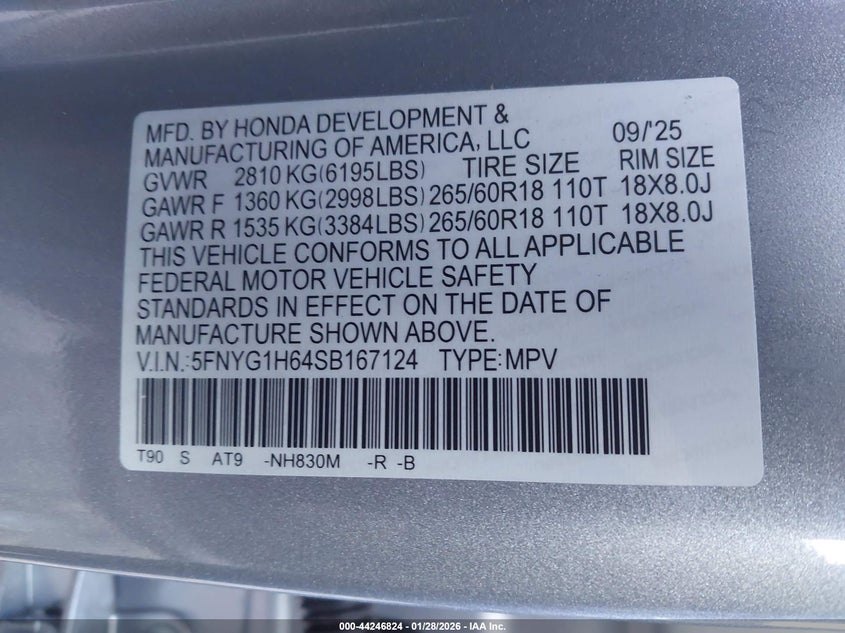 MFD. BY HONDA DEVELOPMENT &
MANUFACTURING OF AMERICA, LLC 09/'25
GVWR 2810 KG(6195LBS) TIRE SIZE RIM SIZE
GAWR F 1360 KG(2998LBS) 265/60R18 110T 18X8.0J
GAWR R 1535 KG(3384LBS) 265/60R18 110T 18X8.0J
THIS VEHICLE CONFORMS TO ALL APPLICABLE
FEDERAL MOTOR VEHICLE SAFETY
STANDARDS IN EFFECT ON THE DATE OF
MANUFACTURE SHOWN ABOVE.
V.I.N.:5FNYG1H64SB167124 TYPE:MPV
T90 S AT9 -NH830M -R -B
000-44246824 | 01/28/2026 | IAA Inc.